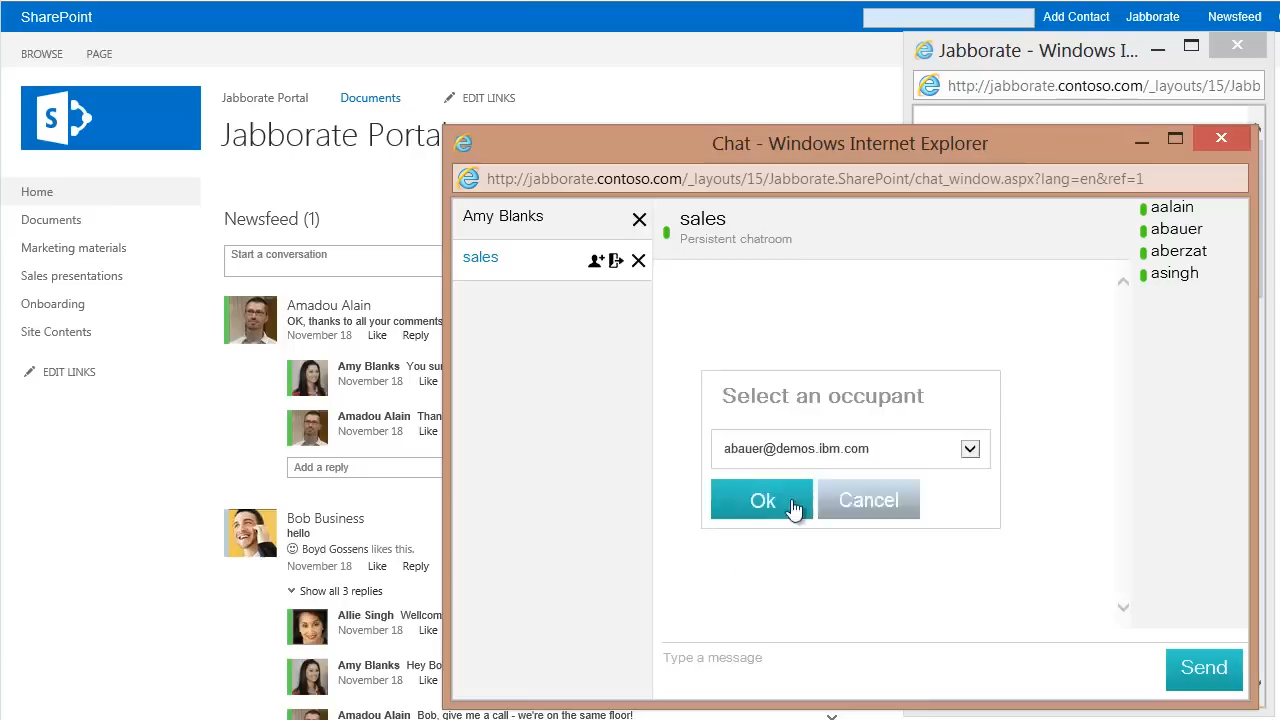 SharePoint
Add Contact
Jabborate
Newsfeed
BROWSE
PAGE
Jabborate - Windows I...
http://jabborate.contoso.com/_layouts/15/Jabb
S
Jabborate Portal
Documents
EDIT LINKS
Jabborate Porta
Chat - Windows Internet Explorer
http://jabborate.contoso.com/_layouts/15/Jabborate.SharePoint/chat_window.aspx?lang=en&ref=1
Home
Documents
Marketing materials
Sales presentations
Onboarding
Site Contents
EDIT LINKS
Newsfeed (1)
Start a conversation
Amadou Alain
OK, thanks to all your comments
November 18 Like Reply
Amy Blanks You sur
November 18 Like
Amadou Alain Than
November 18 Like
Add a reply
Bob Business
hello
Boyd Gossens likes this.
November 18 Like Reply
Show all 3 replies
Allie Singh Wellcom
November 18 Like
Amy Blanks Hey Bo
November 18 Like
Amadou Alain Bob, give me a call - we're on the same floor!
Amy Blanks
sales
sales
Persistent chatroom
aalain
abauer
aberzat
asingh
Select an occupant
abauer@demos.ibm.com
Ok
Cancel
Type a message
Send